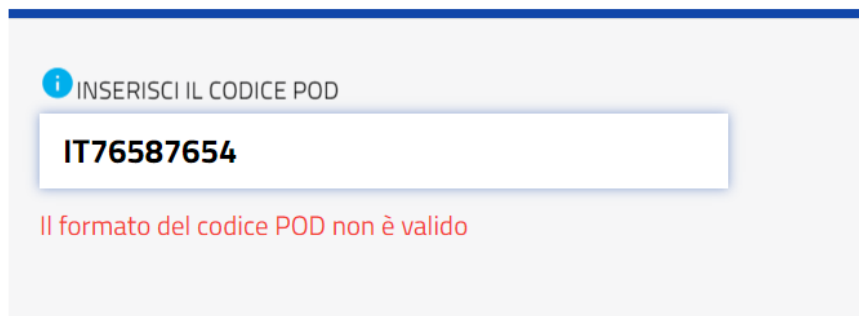 INSERISCI IL CODICE POD
IT76587654
Il formato del codice POD non è valido